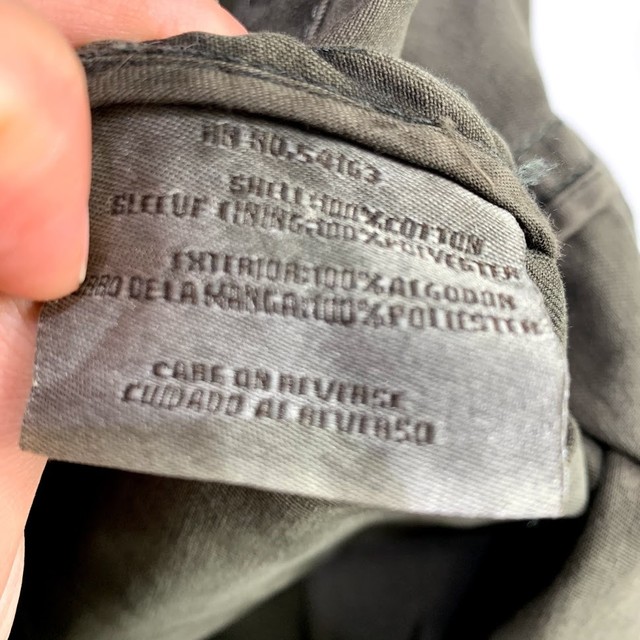 RN NO.54163
SHELL:100%COTTON
SLEEVE LINING:100%POLYESTER
EXTERIOR:100%ALGODON
DE LA MANGA:100%POLIESTER
CARE ON REVERSE
CUIDADO AL REVERSO